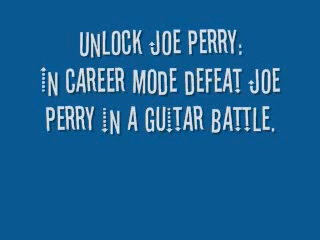 UNLOCK JOE PERRY:
IN CAREER MODE DEFEAT JOE
PERRY IN A GUITAR BATTLE.